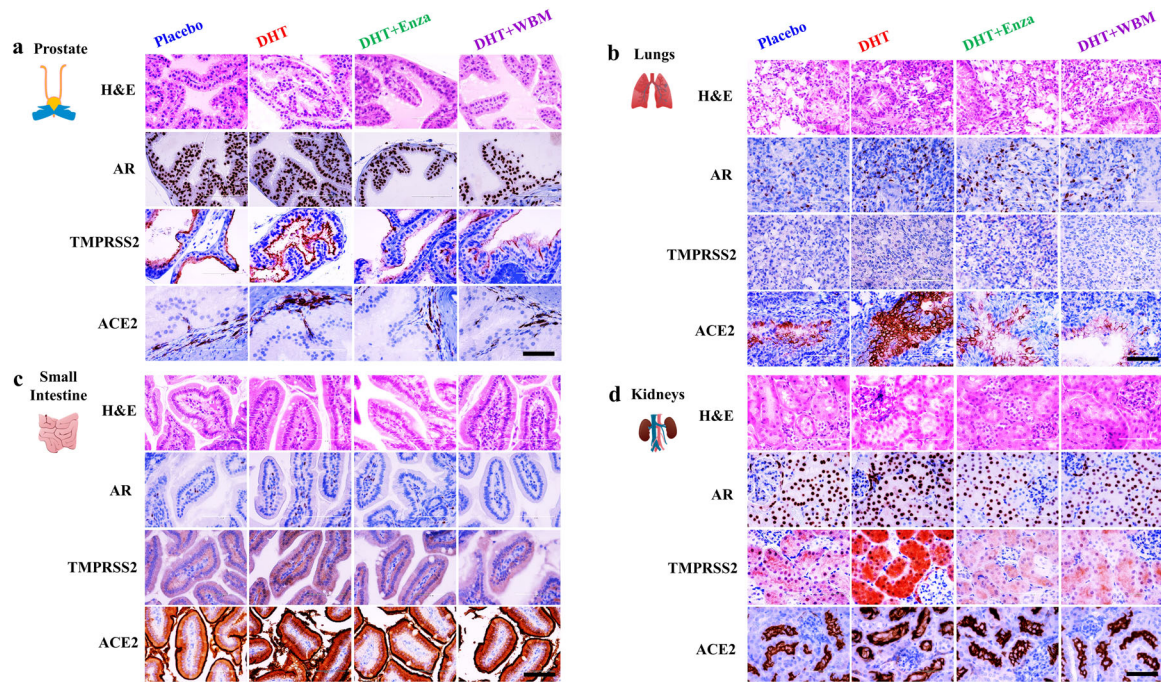 Placebo DHT DHT+Enza DHT+WBM
a Prostate
H&E
AR
TMPRSS2
ACE2
Placebo DHT DHT+Enza DHT+WBM
b Lungs
H&E
AR
TMPRSS2
ACE2
c Small
Intestine
H&E
AR
TMPRSS2
ACE2
d Kidneys
H&E
AR
TMPRSS2
ACE2